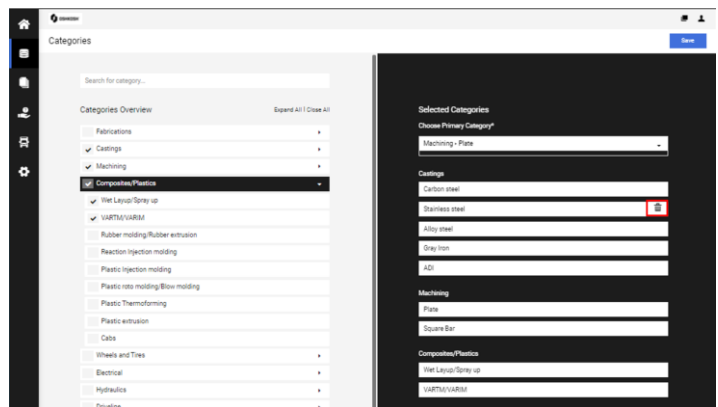 OSHKOSH
Categories
Save
Search for category...
Categories Overview
Expand All | Close All
Fabrications
Castings
Machining
Composites/Plastics
Wet Layup/Spray up
VARTM/VARIM
Rubber molding/Rubber extrusion
Reaction Injection molding
Plastic Injection molding
Plastic roto molding/Blow molding
Plastic Thermoforming
Plastic extrusion
Cabs
Wheels and Tires
Electrical
Hydraulics
Driveline
Selected Categories
Choose Primary Category*
Machining - Plate
Castings
Carbon steel
Stainless steel
Alloy steel
Gray Iron
ADI
Machining
Plate
Square Bar
Composites/Plastics
Wet Layup/Spray up
VARTM/VARIM